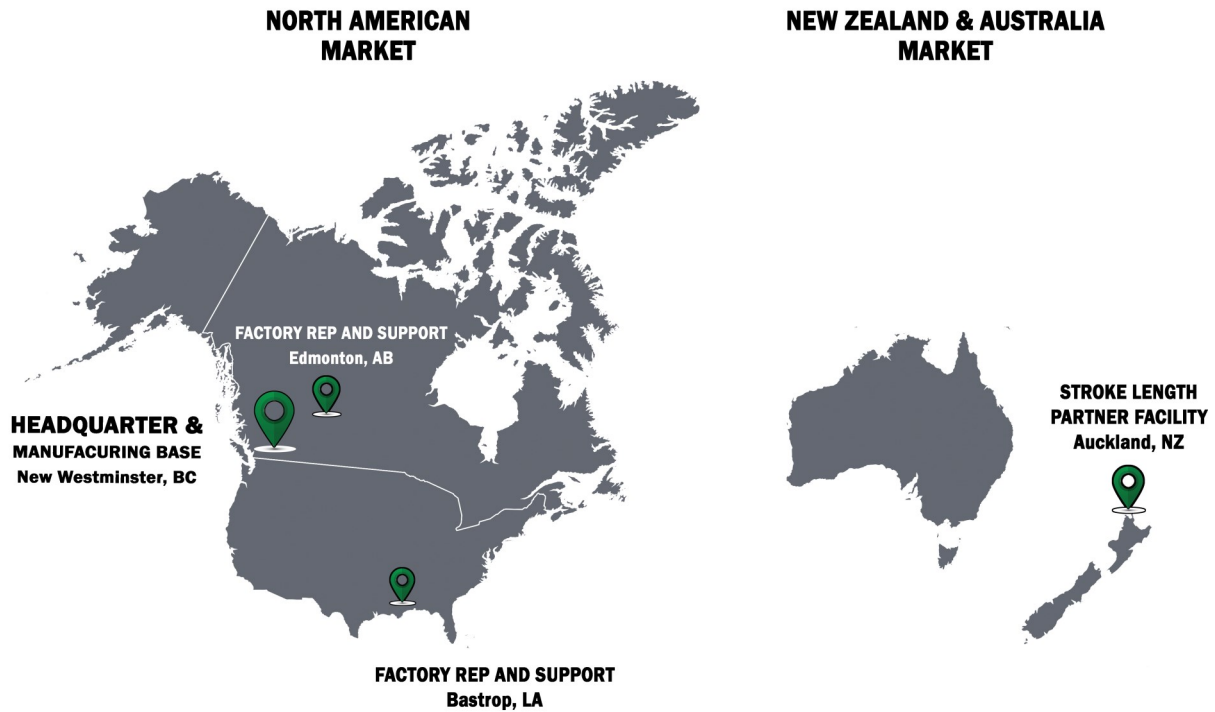 NORTH AMERICAN
MARKET
NEW ZEALAND & AUSTRALIA
MARKET
FACTORY REP AND SUPPORT
Edmonton, AB
HEADQUARTER &
MANUFACURING BASE
New Westminster, BC
STROKE LENGTH
PARTNER FACILITY
Auckland, NZ
FACTORY REP AND SUPPORT
Bastrop, LA